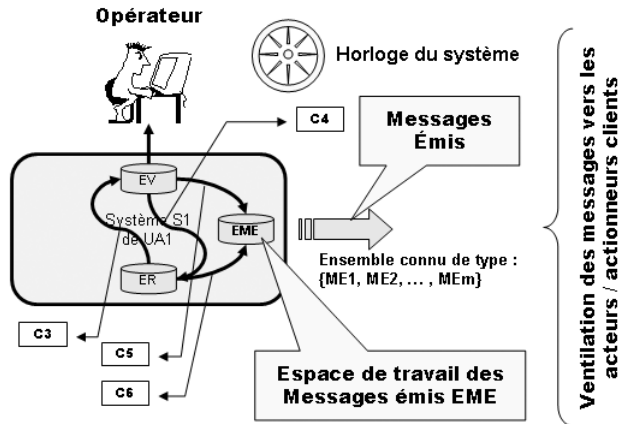 Opérateur
Horloge du système
C4
Messages
Émis
EV
Système S1
de UA1
EME
ER
Ensemble connu de type :
{ME1, ME2, ... , MEm}
C3
C5
C6
Espace de travail des
Messages émis EME
Ventilation des messages vers les
acteurs / actionneurs clients